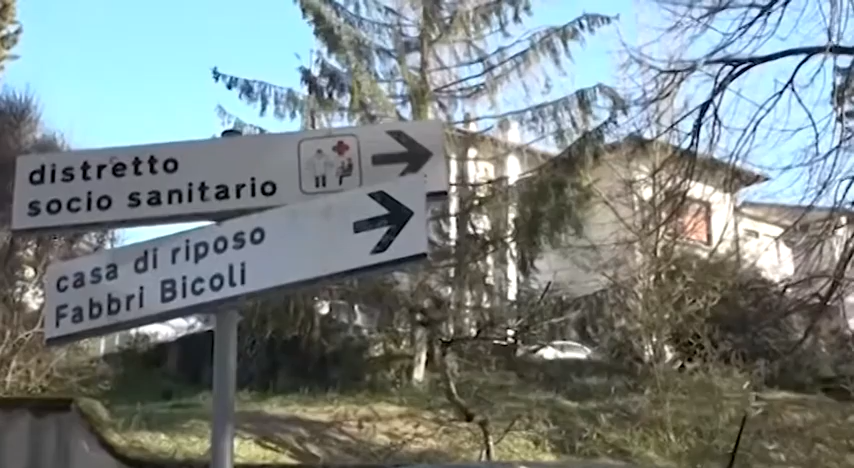 distretto
socio sanitario
casa di riposo
Fabbri Bicoli